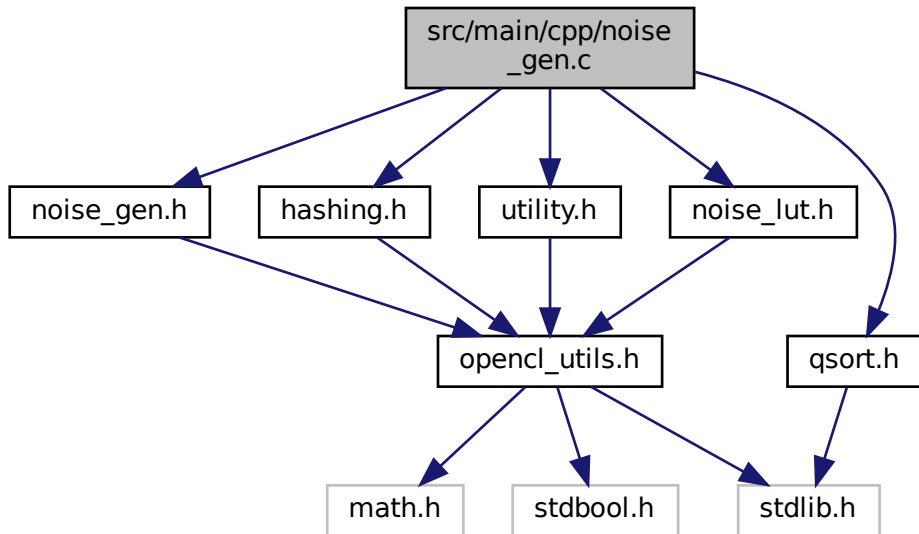 src/main/cpp/noise
_gen.c
noise_gen.h
hashing.h
utility.h
noise_lut.h
opencl_utils.h
qsort.h
math.h
stdbool.h
stdlib.h